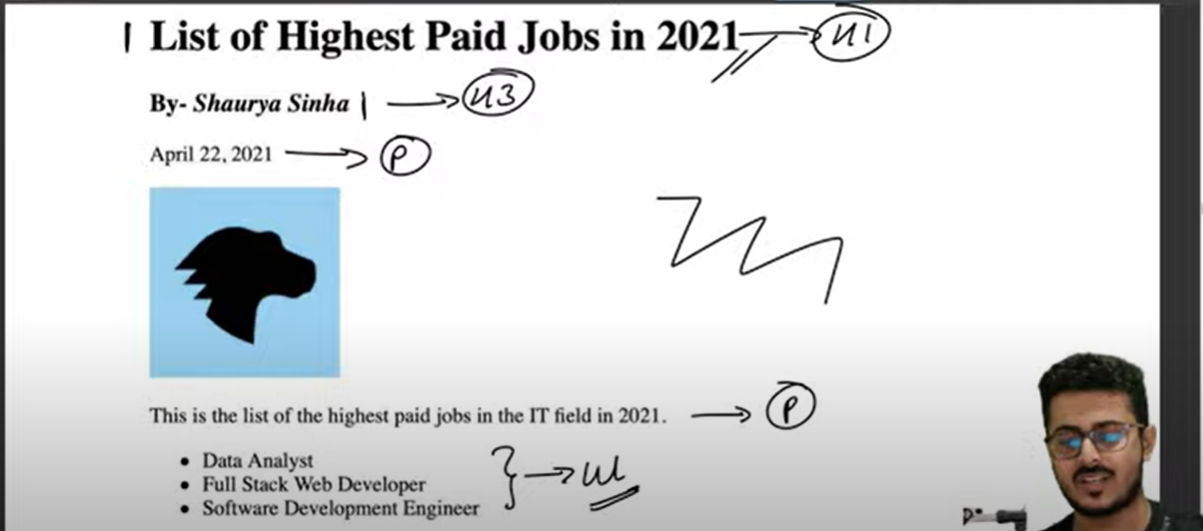 List of Highest Paid Jobs in 2021 → H1
By- Shaurya Sinha → H3
April 22, 2021 → P
This is the list of the highest paid jobs in the IT field in 2021. → P
• Data Analyst
• Full Stack Web Developer } → ul
• Software Development Engineer